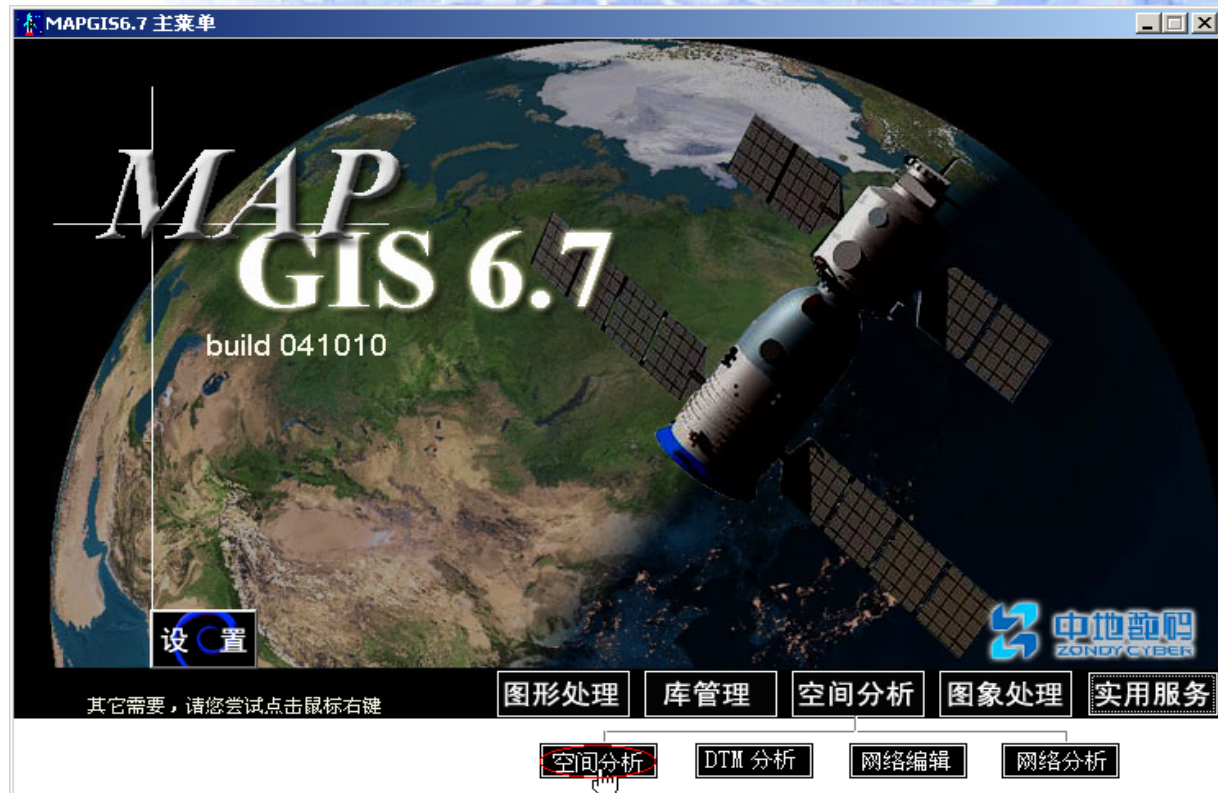 MAPGIS6.7 主菜单
MAP
GIS 6.7
build 041010
设置
中地数码
ZONDY CYBER
其它需要，请您尝试点击鼠标右键
图形处理 库管理 空间分析 图象处理 实用服务
空间分析 DTM 分析 网络编辑 网络分析